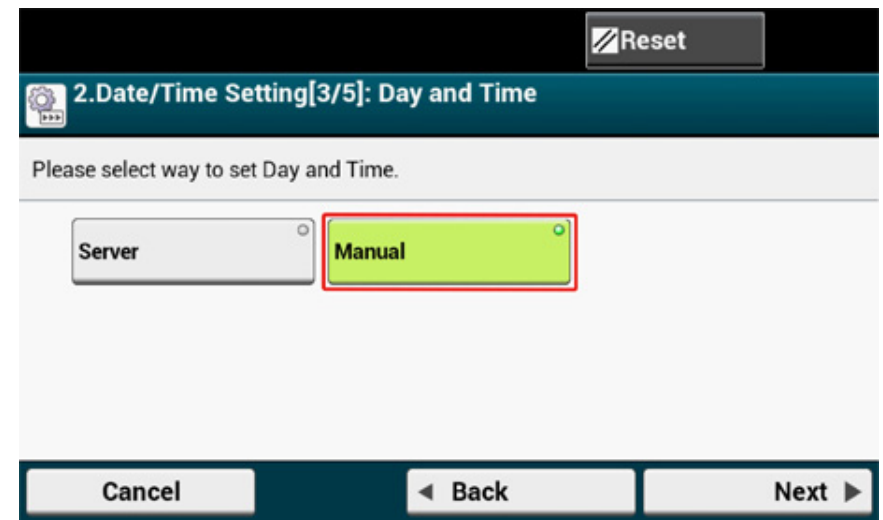 Reset
2.Date/Time Setting[3/5]: Day and Time
Please select way to set Day and Time.
Server
Manual
Cancel
Back
Next